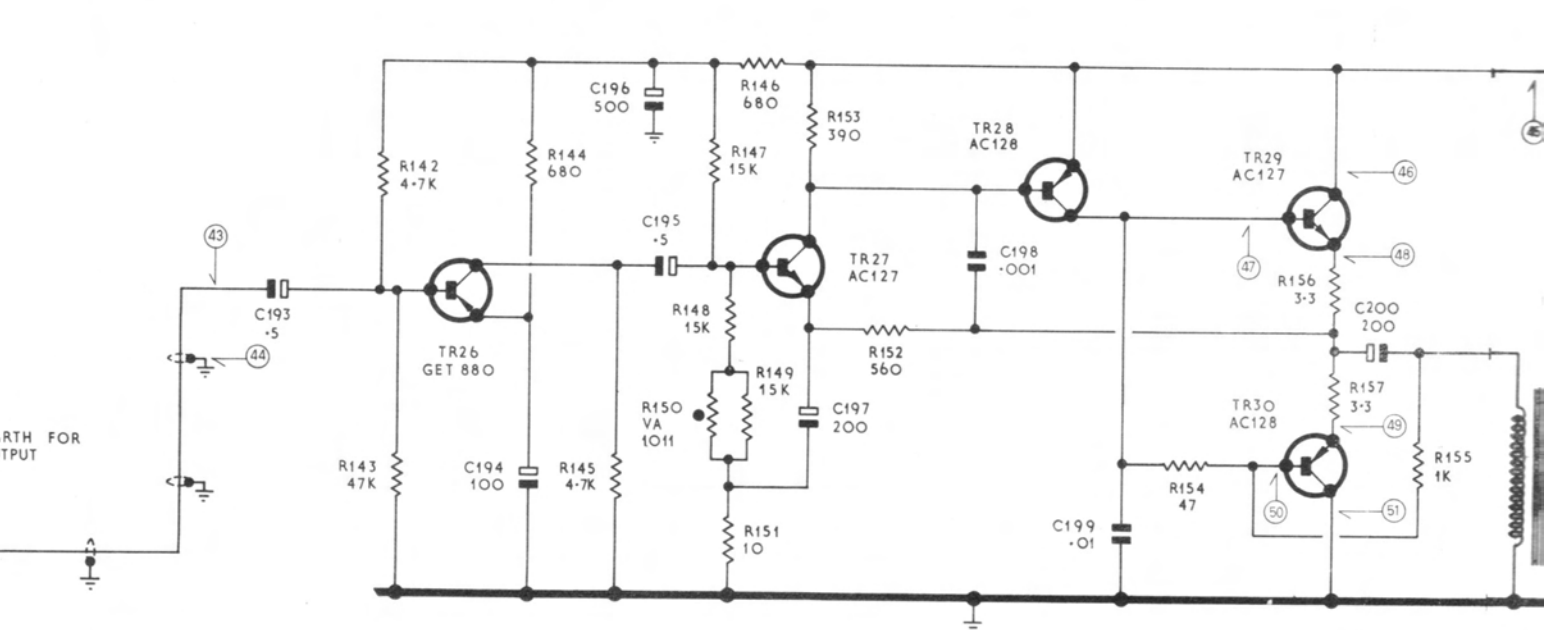 C196
500
R146
680
R153
390
TR28
AC128
R142
4·7K
R144
680
R147
15K
TR29
AC127
46
43
C195
·5
47
48
C193
·5
TR27
AC127
C198
·001
R156
3·3
C200
200
44
TR26
GET 880
R148
15K
R152
560
R149
15K
R150
VA
1011
C197
200
R157
3·3
TR30
AC128
49
RTH FOR
TPUT
R143
47K
C194
100
R145
4·7K
R154
47
R155
1K
50
51
R151
10
C199
·01